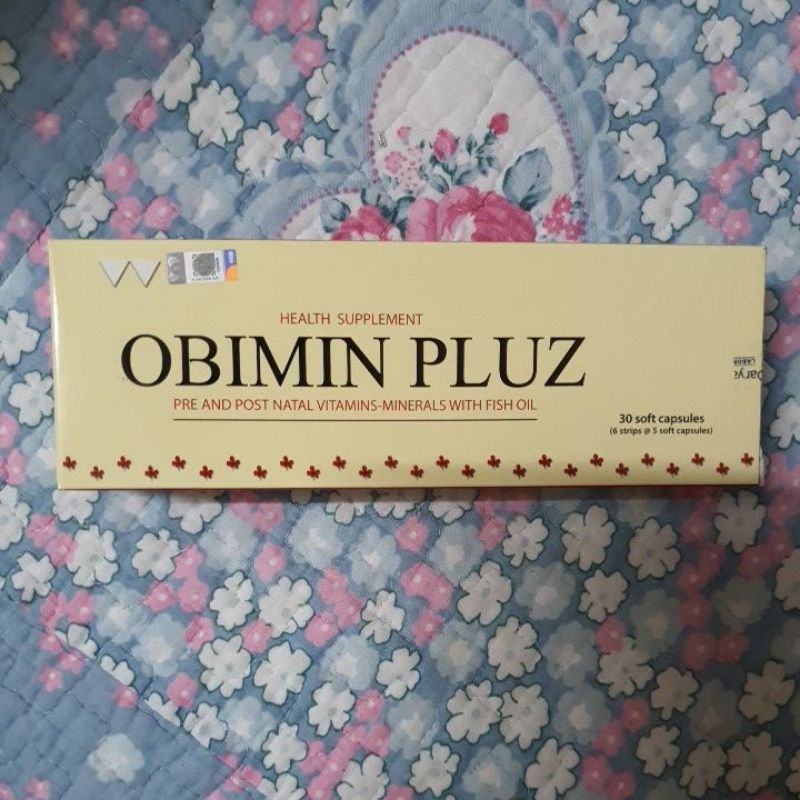 HEALTH SUPPLEMENT
OBIMIN PLUZ
PRE AND POST NATAL VITAMINS-MINERALS WITH FISH OIL
30 soft capsules
(6 strips @ 5 soft capsules)